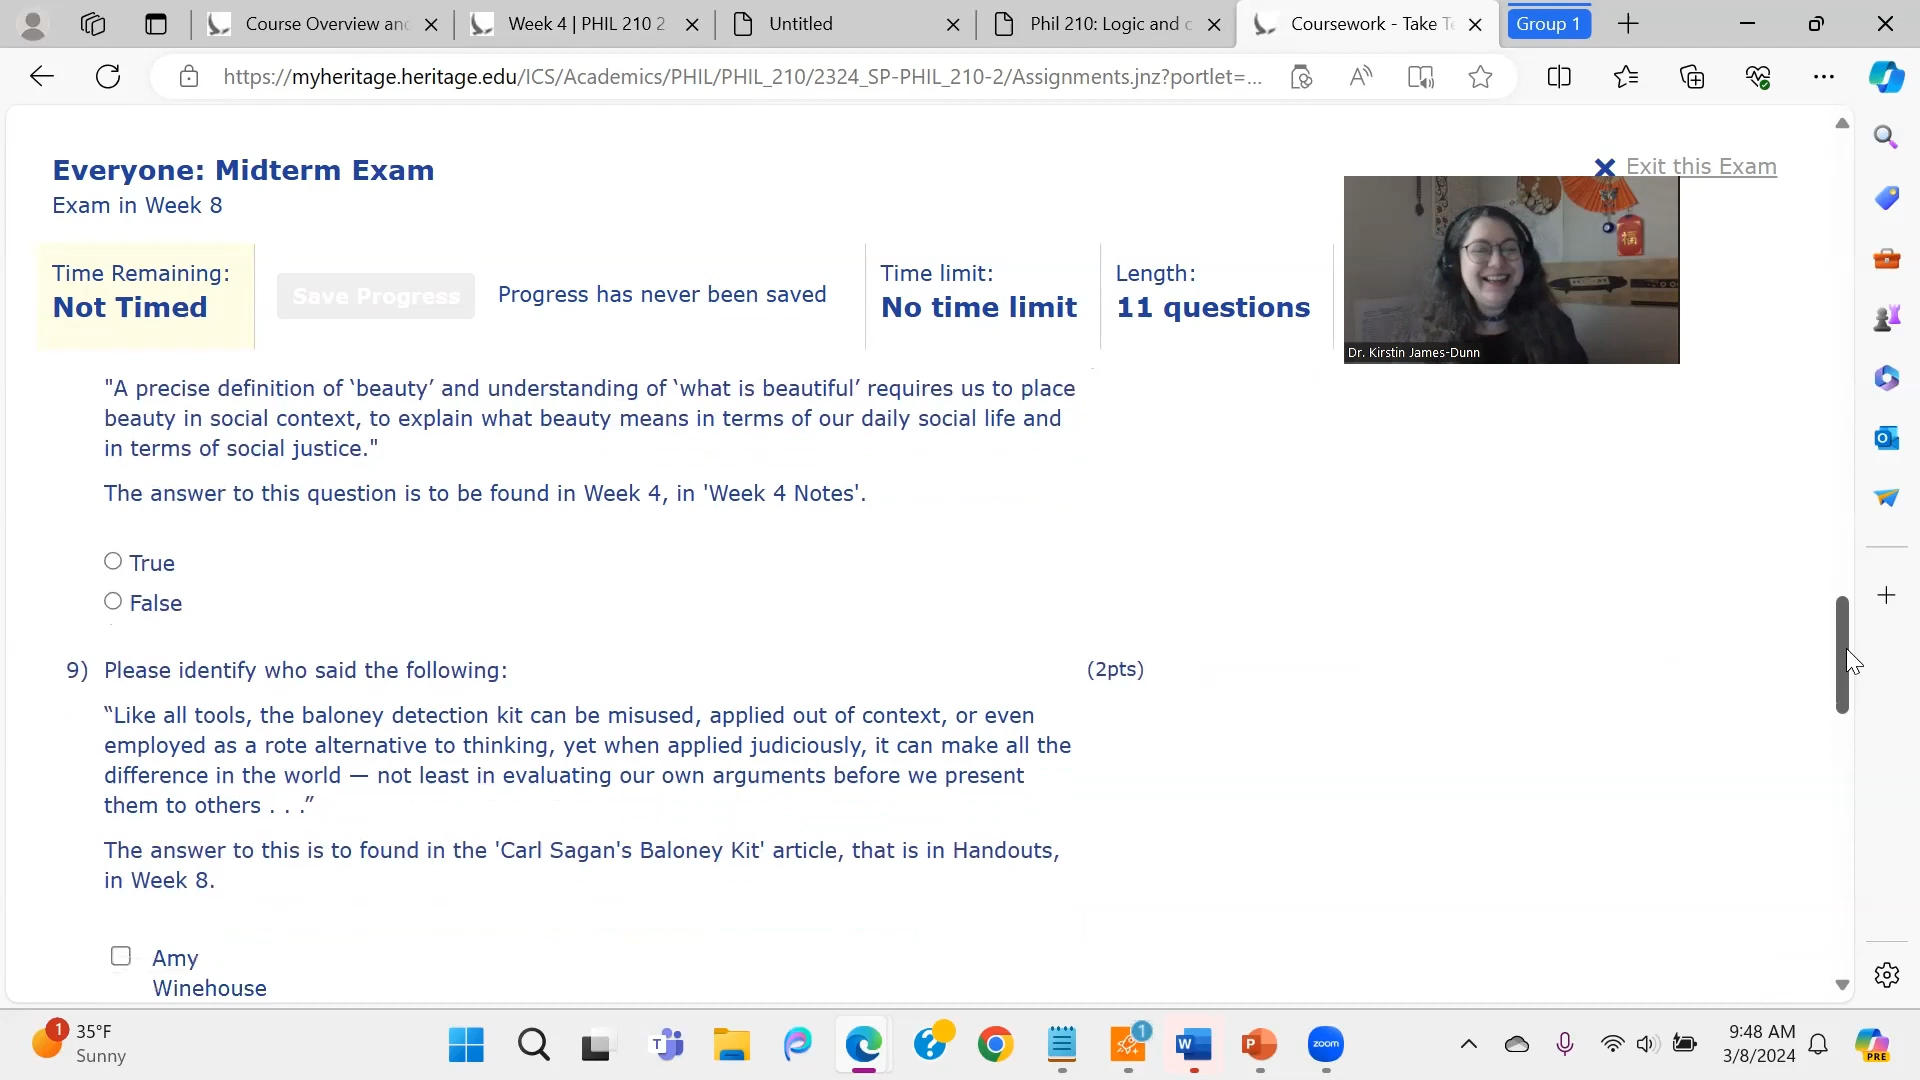 Course Overview and
Week 4 | PHIL 210 2
Untitled
Phil 210: Logic and c
Coursework - Take Te
Group 1
https://myheritage.heritage.edu/ICS/Academics/PHIL/PHIL_210/2324_SP-PHIL_210-2/Assignments.jnz?portlet=...
Everyone: Midterm Exam
Exit this Exam
Exam in Week 8
Time Remaining:
Not Timed
Save Progress
Progress has never been saved
Time limit:
No time limit
Length:
11 questions
福
Dr. Kirstin James-Dunn
"A precise definition of ‘beauty’ and understanding of ‘what is beautiful’ requires us to place
beauty in social context, to explain what beauty means in terms of our daily social life and
in terms of social justice."
The answer to this question is to be found in Week 4, in 'Week 4 Notes'.
True
False
9) Please identify who said the following: (2pts)
“Like all tools, the baloney detection kit can be misused, applied out of context, or even
employed as a rote alternative to thinking, yet when applied judiciously, it can make all the
difference in the world — not least in evaluating our own arguments before we present
them to others . . .”
The answer to this is to found in the 'Carl Sagan's Baloney Kit' article, that is in Handouts,
in Week 8.
Amy
Winehouse
1
35°F
Sunny
1
zoom
9:48 AM
3/8/2024
PRE